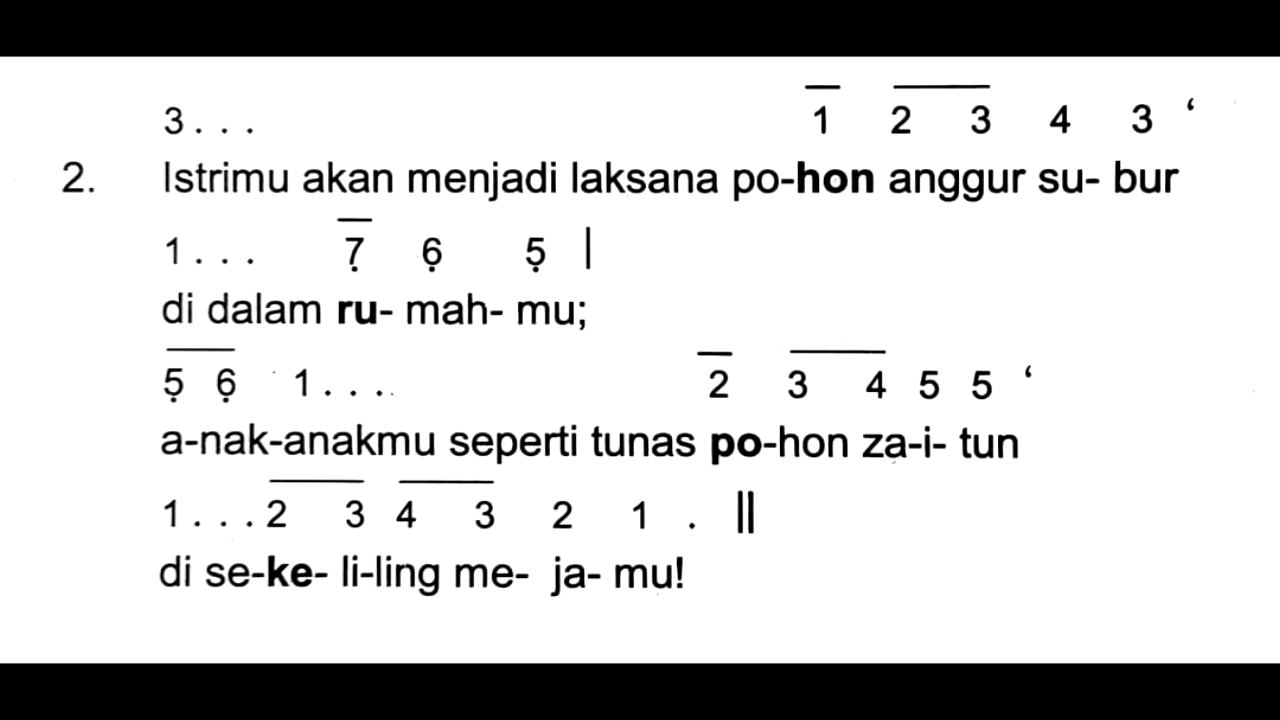 3 . . . 1 2 3 4 3 ‘
2. Istrimu akan menjadi laksana po-hon anggur su- bur
1 . . . 7̣ 6̣ 5̣ |
di dalam ru- mah- mu;
5̣ 6̣ 1 . . . 2 3 4 5 5 ‘
a-nak-anakmu seperti tunas po-hon za-i- tun
1 . . . 2 3 4 3 2 1 . ||
di se-ke- li-ling me- ja- mu!